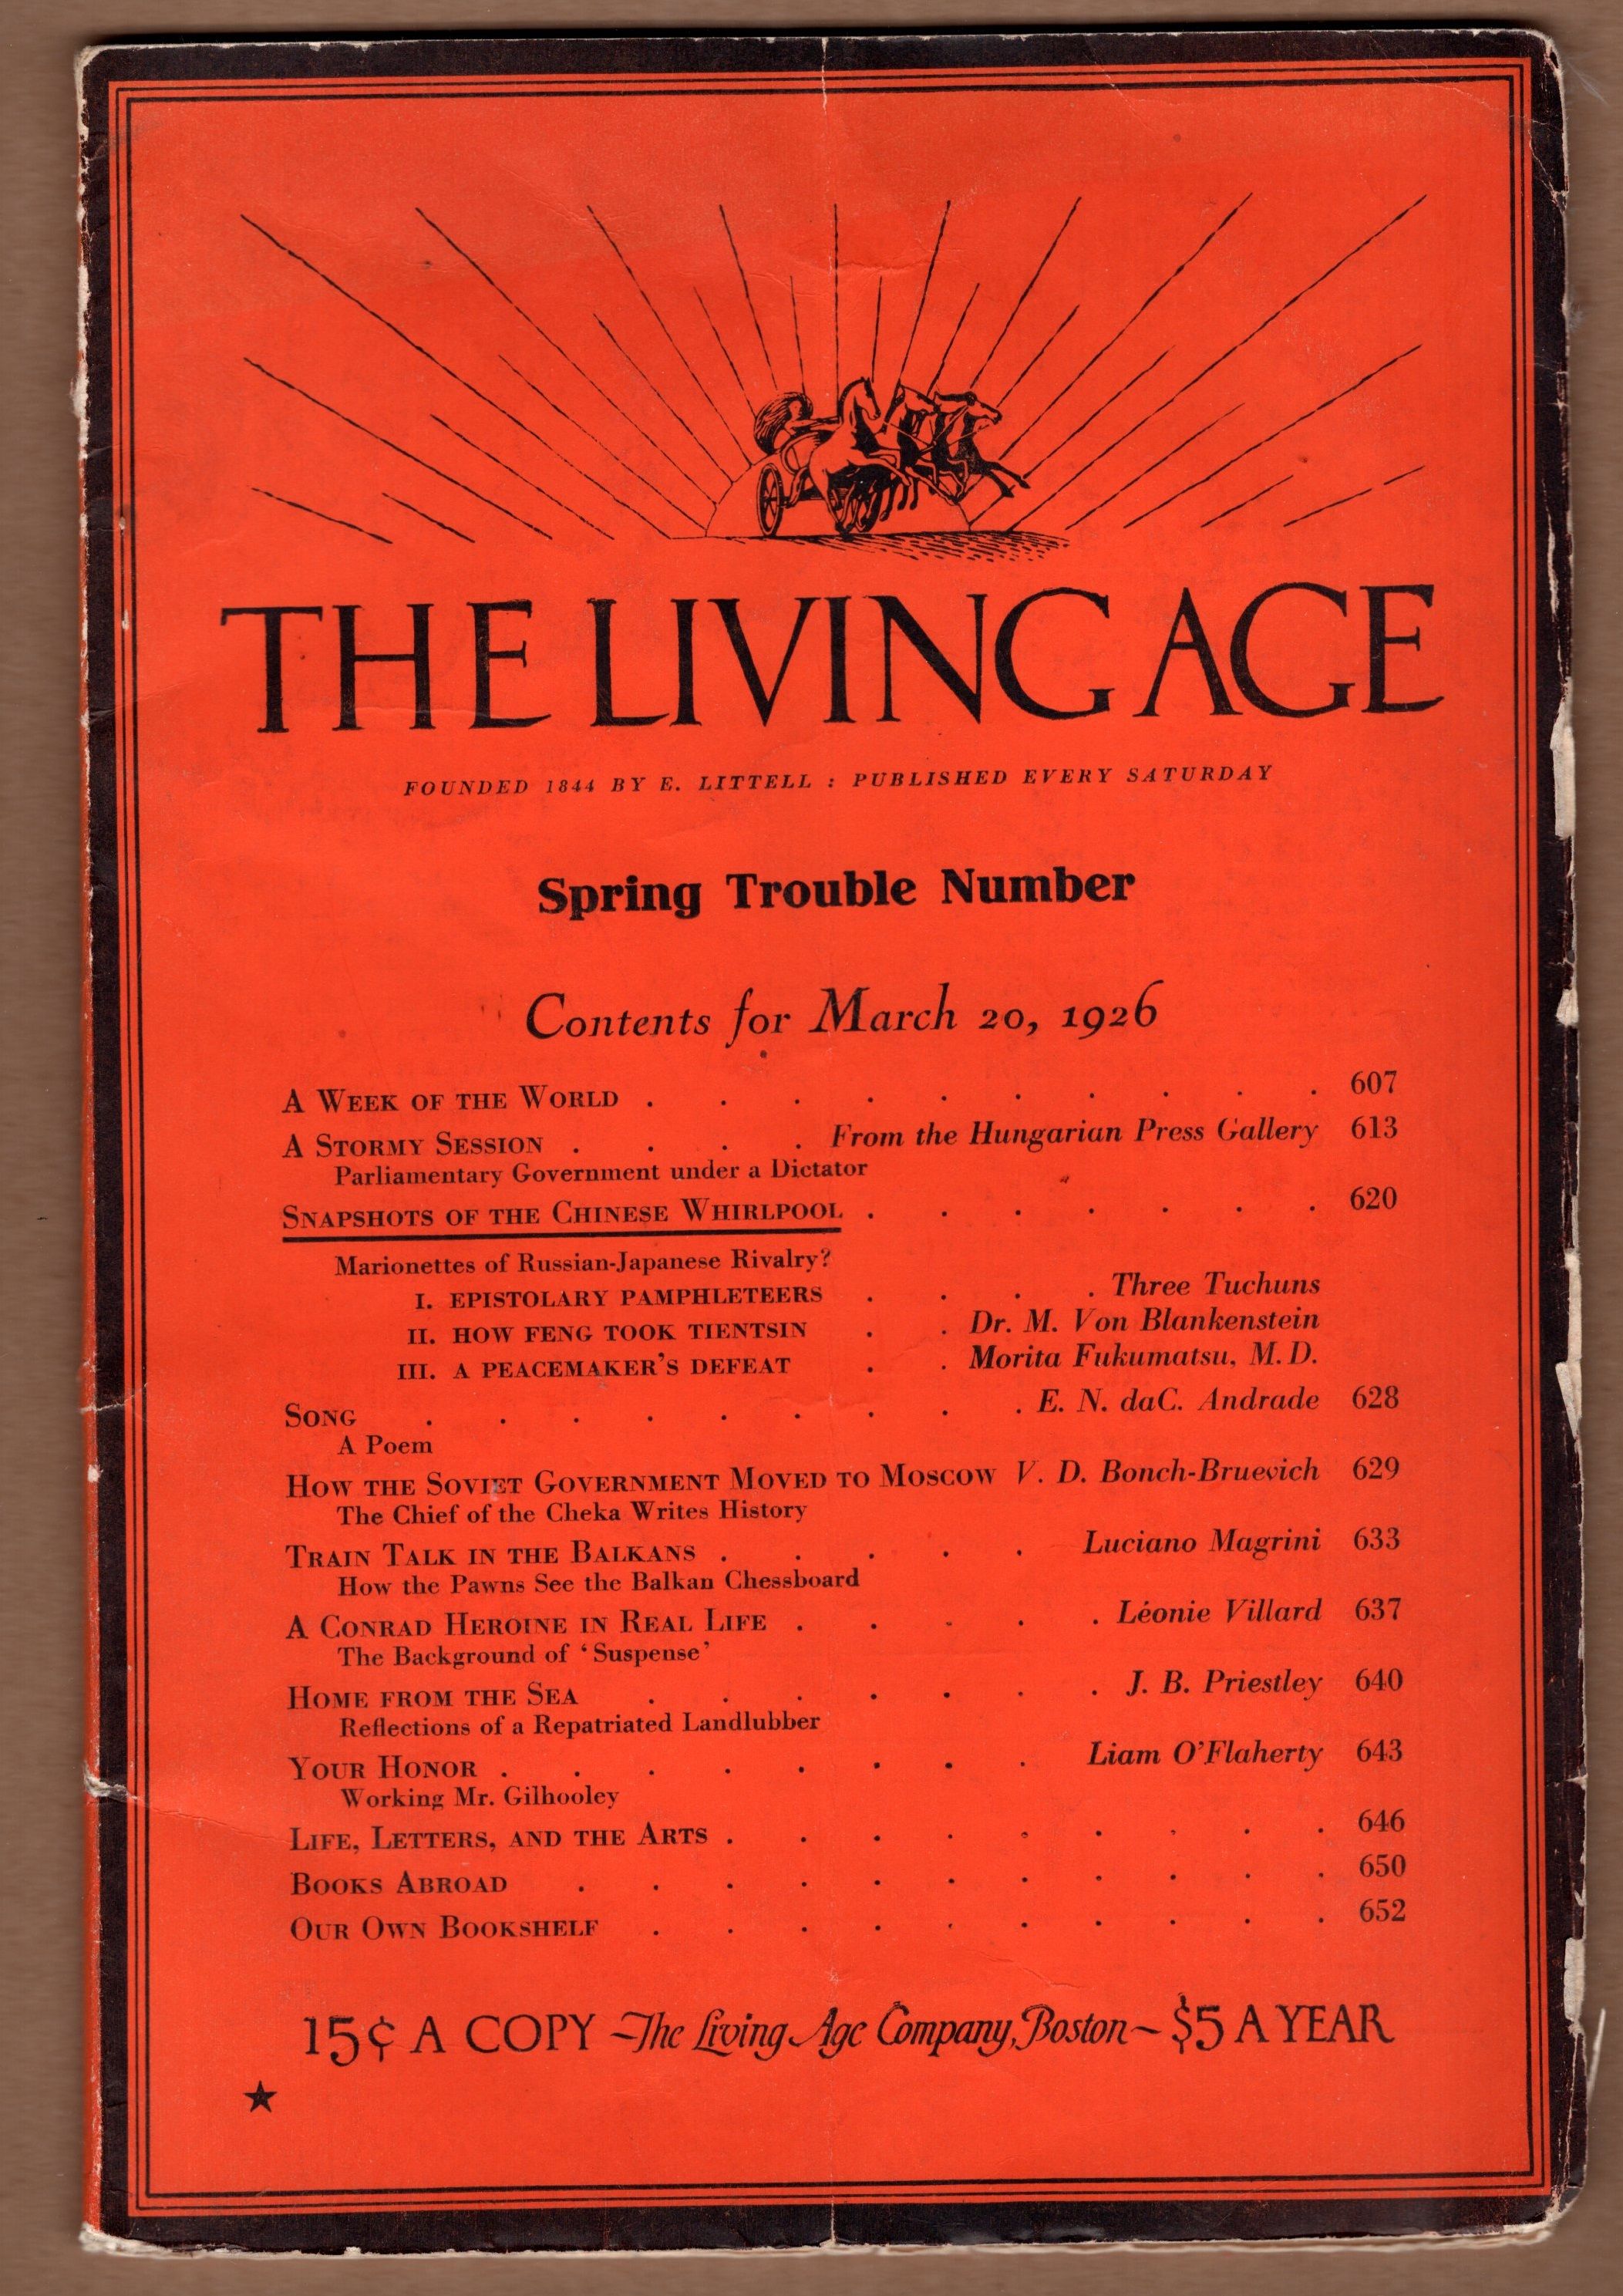 THE LIVING AGE
FOUNDED 1844 BY E. LITTELL : PUBLISHED EVERY SATURDAY
Spring Trouble Number
Contents for March 20, 1926
A WEEK OF THE WORLD . . . . . . . . . . 607
A STORMY SESSION . . . . From the Hungarian Press Gallery 613
Parliamentary Government under a Dictator
SNAPSHOTS OF THE CHINESE WHIRLPOOL . . . . . . . 620
Marionettes of Russian-Japanese Rivalry?
I. EPISTOLARY PAMPHLETEERS . . . . Three Tuchuns
II. HOW FENG TOOK TIENTSIN . . Dr. M. Von Blankenstein
III. A PEACEMAKER'S DEFEAT . . Morita Fukumatsu, M.D.
SONG . . . . . . . . . E. N. daC. Andrade 628
A Poem
HOW THE SOVIET GOVERNMENT MOVED TO MOSCOW V. D. Bonch-Bruevich 629
The Chief of the Cheka Writes History
TRAIN TALK IN THE BALKANS . . . . . Luciano Magrini 633
How the Pawns See the Balkan Chessboard
A CONRAD HEROINE IN REAL LIFE . . . . . Léonie Villard 637
The Background of 'Suspense'
HOME FROM THE SEA . . . . . . . J. B. Priestley 640
Reflections of a Repatriated Landlubber
YOUR HONOR . . . . . . . . Liam O'Flaherty 643
Working Mr. Gilhooley
LIFE, LETTERS, AND THE ARTS . . . . . . . . . 646
BOOKS ABROAD . . . . . . . . . . . 650
OUR OWN BOOKSHELF . . . . . . . . . . 652
15¢ A COPY ~ The Living Age Company, Boston ~ $5 A YEAR